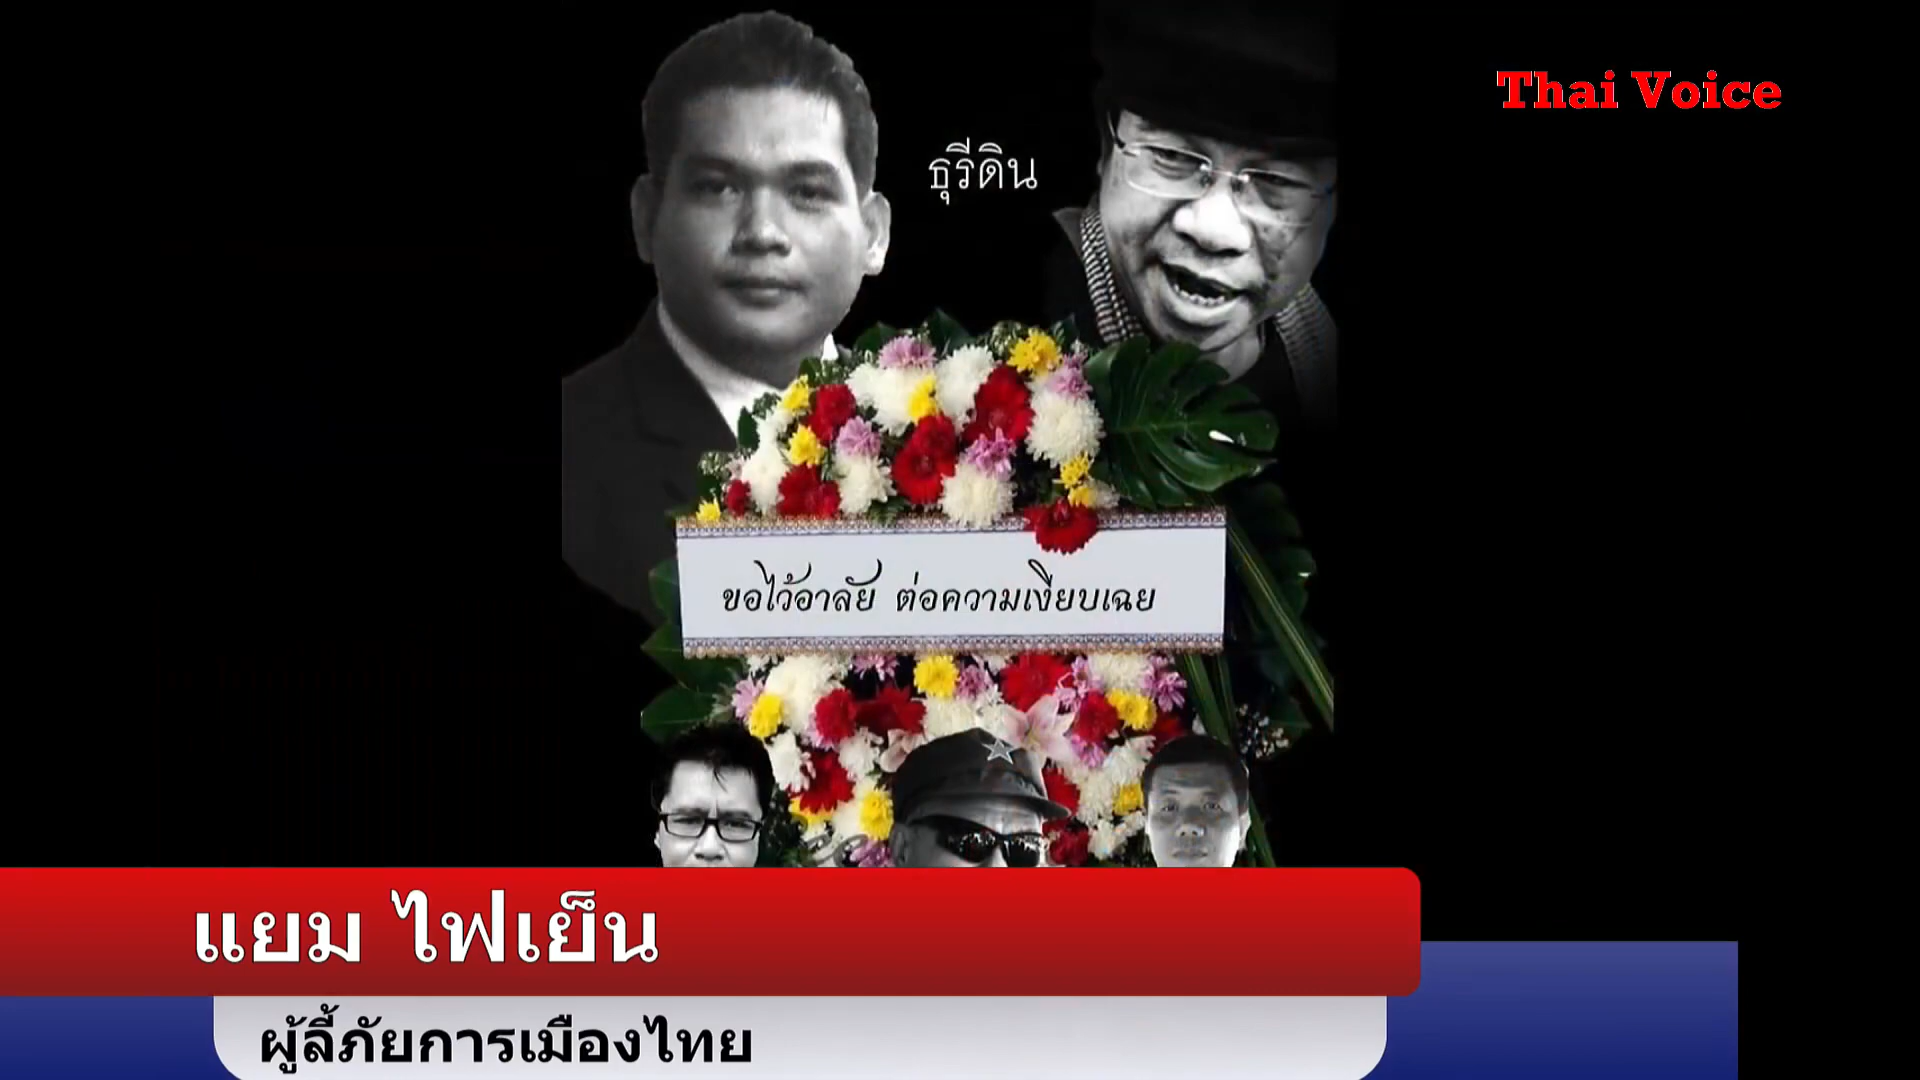 Thai Voice
ธุรีดิน
ขอไว้อาลัย ต่อความเงียบเฉย
แยม ไฟเย็น
ผู้ลี้ภัยการเมืองไทย